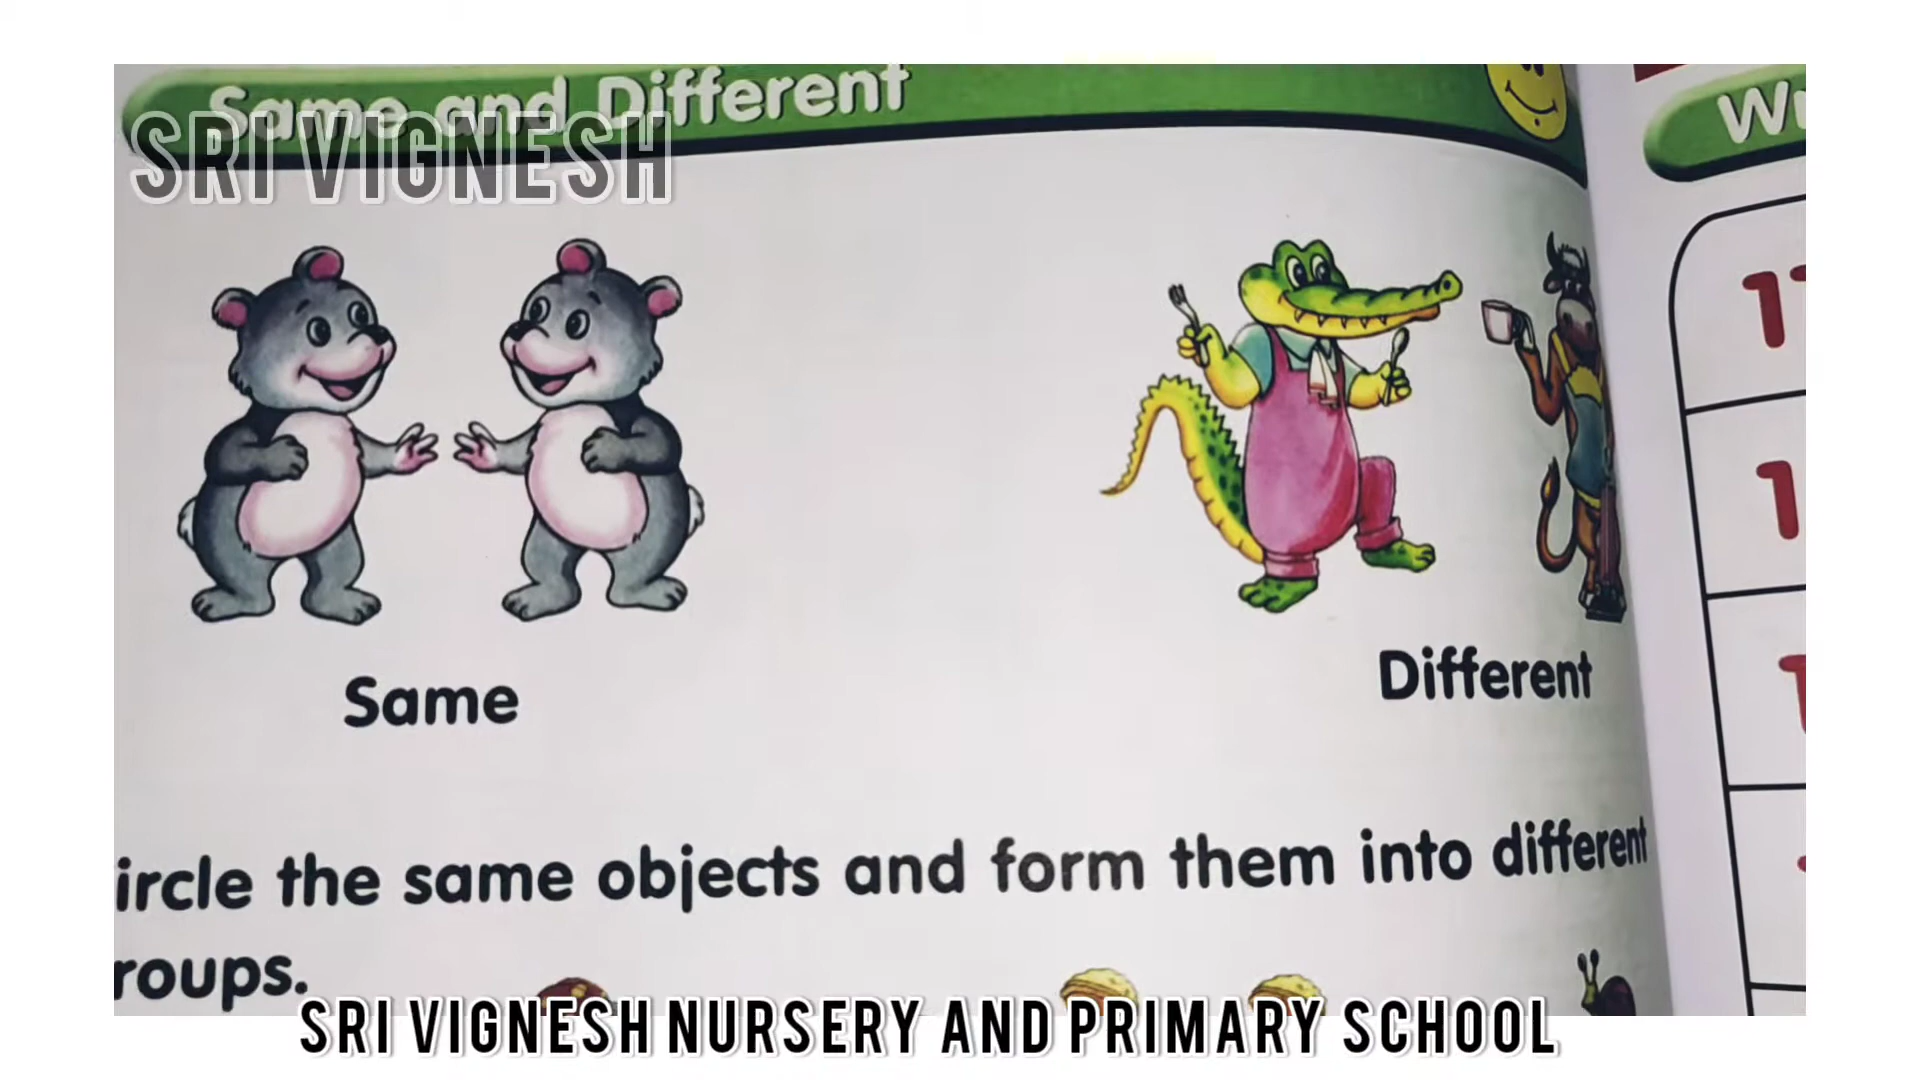 Same and Different
SRI VIGNESH
Same
Different
ircle the same objects and form them into different
roups.
SRI VIGNESH NURSERY AND PRIMARY SCHOOL